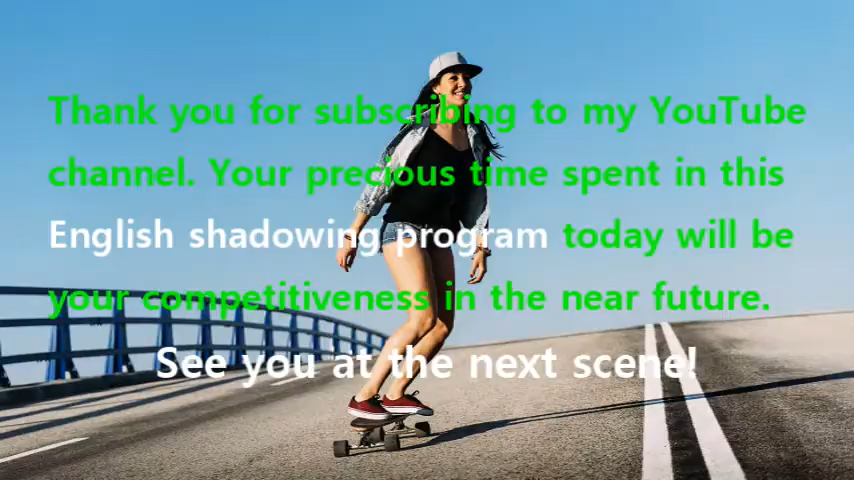 Thank you for subscribing to my YouTube
channel. Your precious time spent in this
English shadowing program today will be
your competitiveness in the near future.
See you at the next scene!